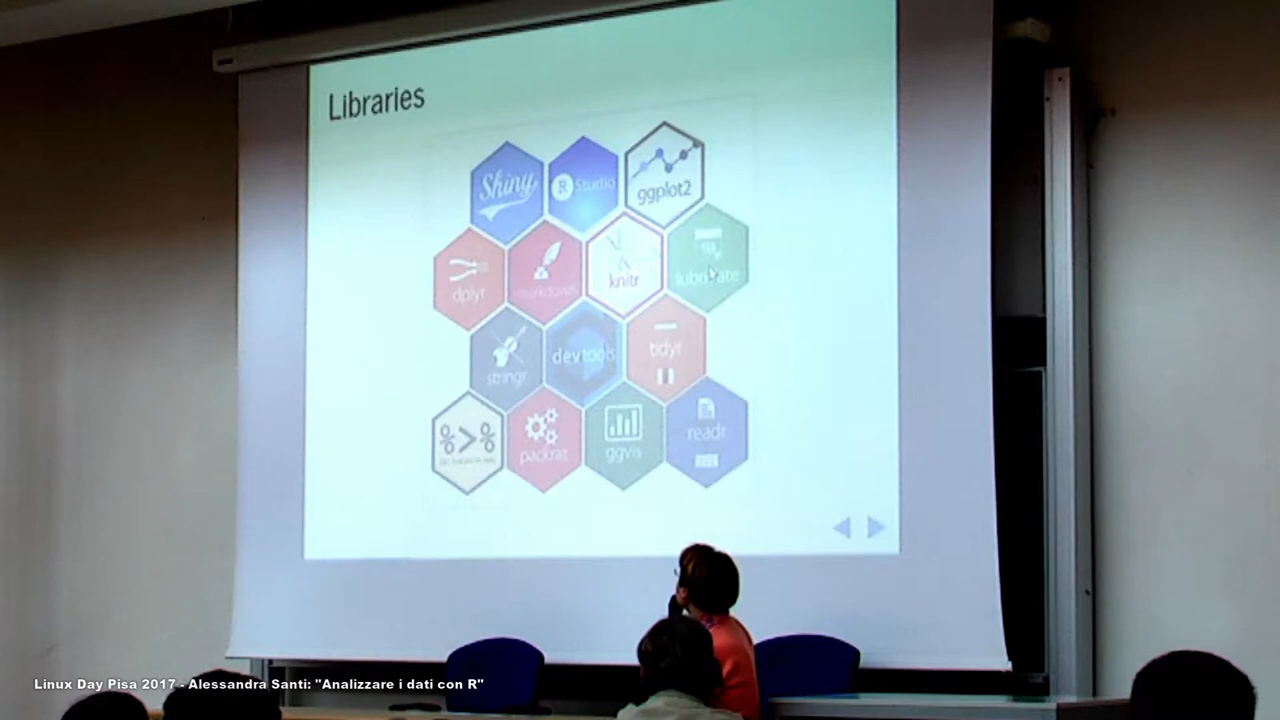 Libraries
Shiny
R Studio
ggplot2
dplyr
rmarkdown
knitr
lubridate
stringr
devtools
tidyr
%>%
packrat
ggvis
readr
Linux Day Pisa 2017 - Alessandra Santi: "Analizzare i dati con R"